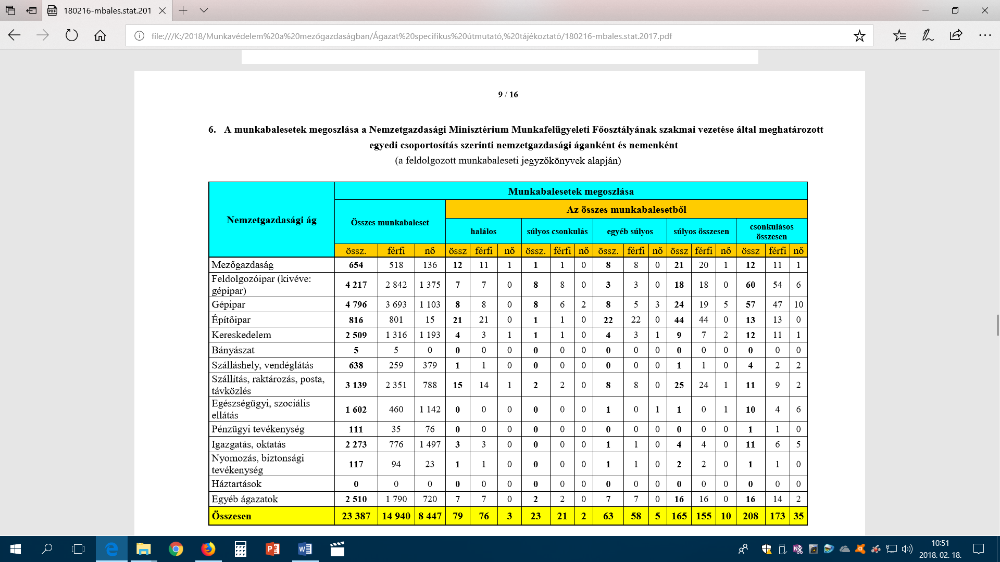 180216-mbales.stat.201
file:///K:/2018/Munkavédelem%20a%20mezőgazdaságban/Ágazat%20specifikus%20útmutató,%20tájékoztató/180216-mbales.stat.2017.pdf
9 / 16
6. A munkabalesetek megoszlása a Nemzetgazdasági Minisztérium Munkafelügyeleti Főosztályának szakmai vezetése által meghatározott
egyedi csoportosítás szerinti nemzetgazdasági áganként és nemenként
(a feldolgozott munkabaleseti jegyzőkönyvek alapján)
Nemzetgazdasági ág
Munkabalesetek megoszlása
Összes munkabaleset
Az összes munkabalesetből
halálos súlyos csonkulás egyéb súlyos súlyos összesen csonkulásos
összesen
össz. férfi nő össz férfi nő össz. férfi nő össz. férfi nő össz férfi nő össz férfi nő
Mezőgazdaság 654 518 136 12 11 1 1 1 0 8 8 0 21 20 1 12 11 1
Feldolgozóipar (kivéve:
gépipar) 4 217 2 842 1 375 7 7 0 8 8 0 3 3 0 18 18 0 60 54 6
Gépipar 4 796 3 693 1 103 8 8 0 8 6 2 8 5 3 24 19 5 57 47 10
Építőipar 816 801 15 21 21 0 1 1 0 22 22 0 44 44 0 13 13 0
Kereskedelem 2 509 1 316 1 193 4 3 1 1 1 0 4 3 1 9 7 2 12 11 1
Bányászat 5 5 0 0 0 0 0 0 0 0 0 0 0 0 0 0 0 0
Szálláshely, vendéglátás 638 259 379 1 1 0 0 0 0 0 0 0 1 1 0 4 2 2
Szállítás, raktározás, posta,
távközlés 3 139 2 351 788 15 14 1 2 2 0 8 8 0 25 24 1 11 9 2
Egészségügyi, szociális
ellátás 1 602 460 1 142 0 0 0 0 0 0 1 0 1 1 0 1 10 4 6
Pénzügyi tevékenység 111 35 76 0 0 0 0 0 0 0 0 0 0 0 0 1 1 0
Igazgatás, oktatás 2 273 776 1 497 3 3 0 0 0 0 1 1 0 4 4 0 11 6 5
Nyomozás, biztonsági
tevékenység 117 94 23 1 1 0 0 0 0 1 1 0 2 2 0 1 1 0
Háztartások 0 0 0 0 0 0 0 0 0 0 0 0 0 0 0 0 0 0
Egyéb ágazatok 2 510 1 790 720 7 7 0 2 2 0 7 7 0 16 16 0 16 14 2
Összesen 23 387 14 940 8 447 79 76 3 23 21 2 63 58 5 165 155 10 208 173 35
10:51
2018. 02. 18.